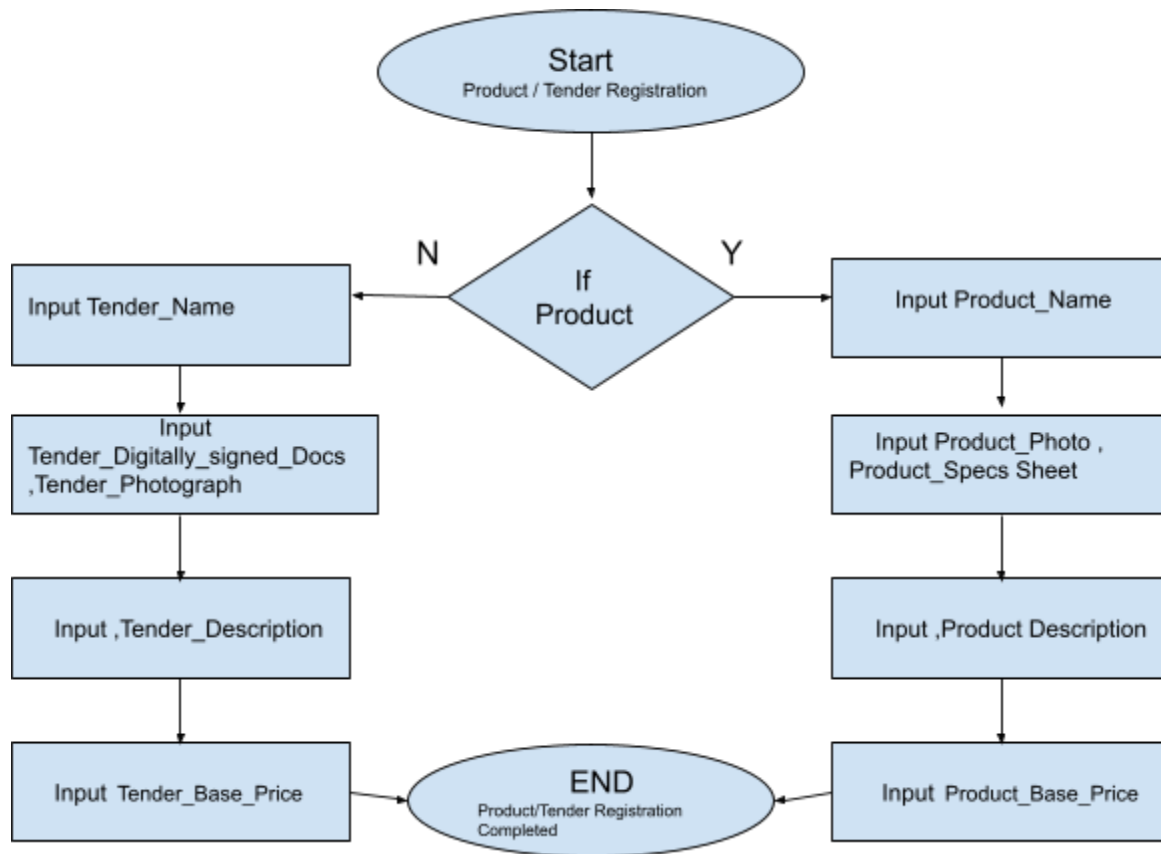 Start
Product / Tender Registration
N
Y
If
Product
Input Tender_Name
Input Product_Name
Input
Tender_Digitally_signed_Docs
,Tender_Photograph
Input Product_Photo ,
Product_Specs Sheet
Input ,Tender_Description
Input ,Product Description
Input Tender_Base_Price
END
Product/Tender Registration
Completed
Input Product_Base_Price